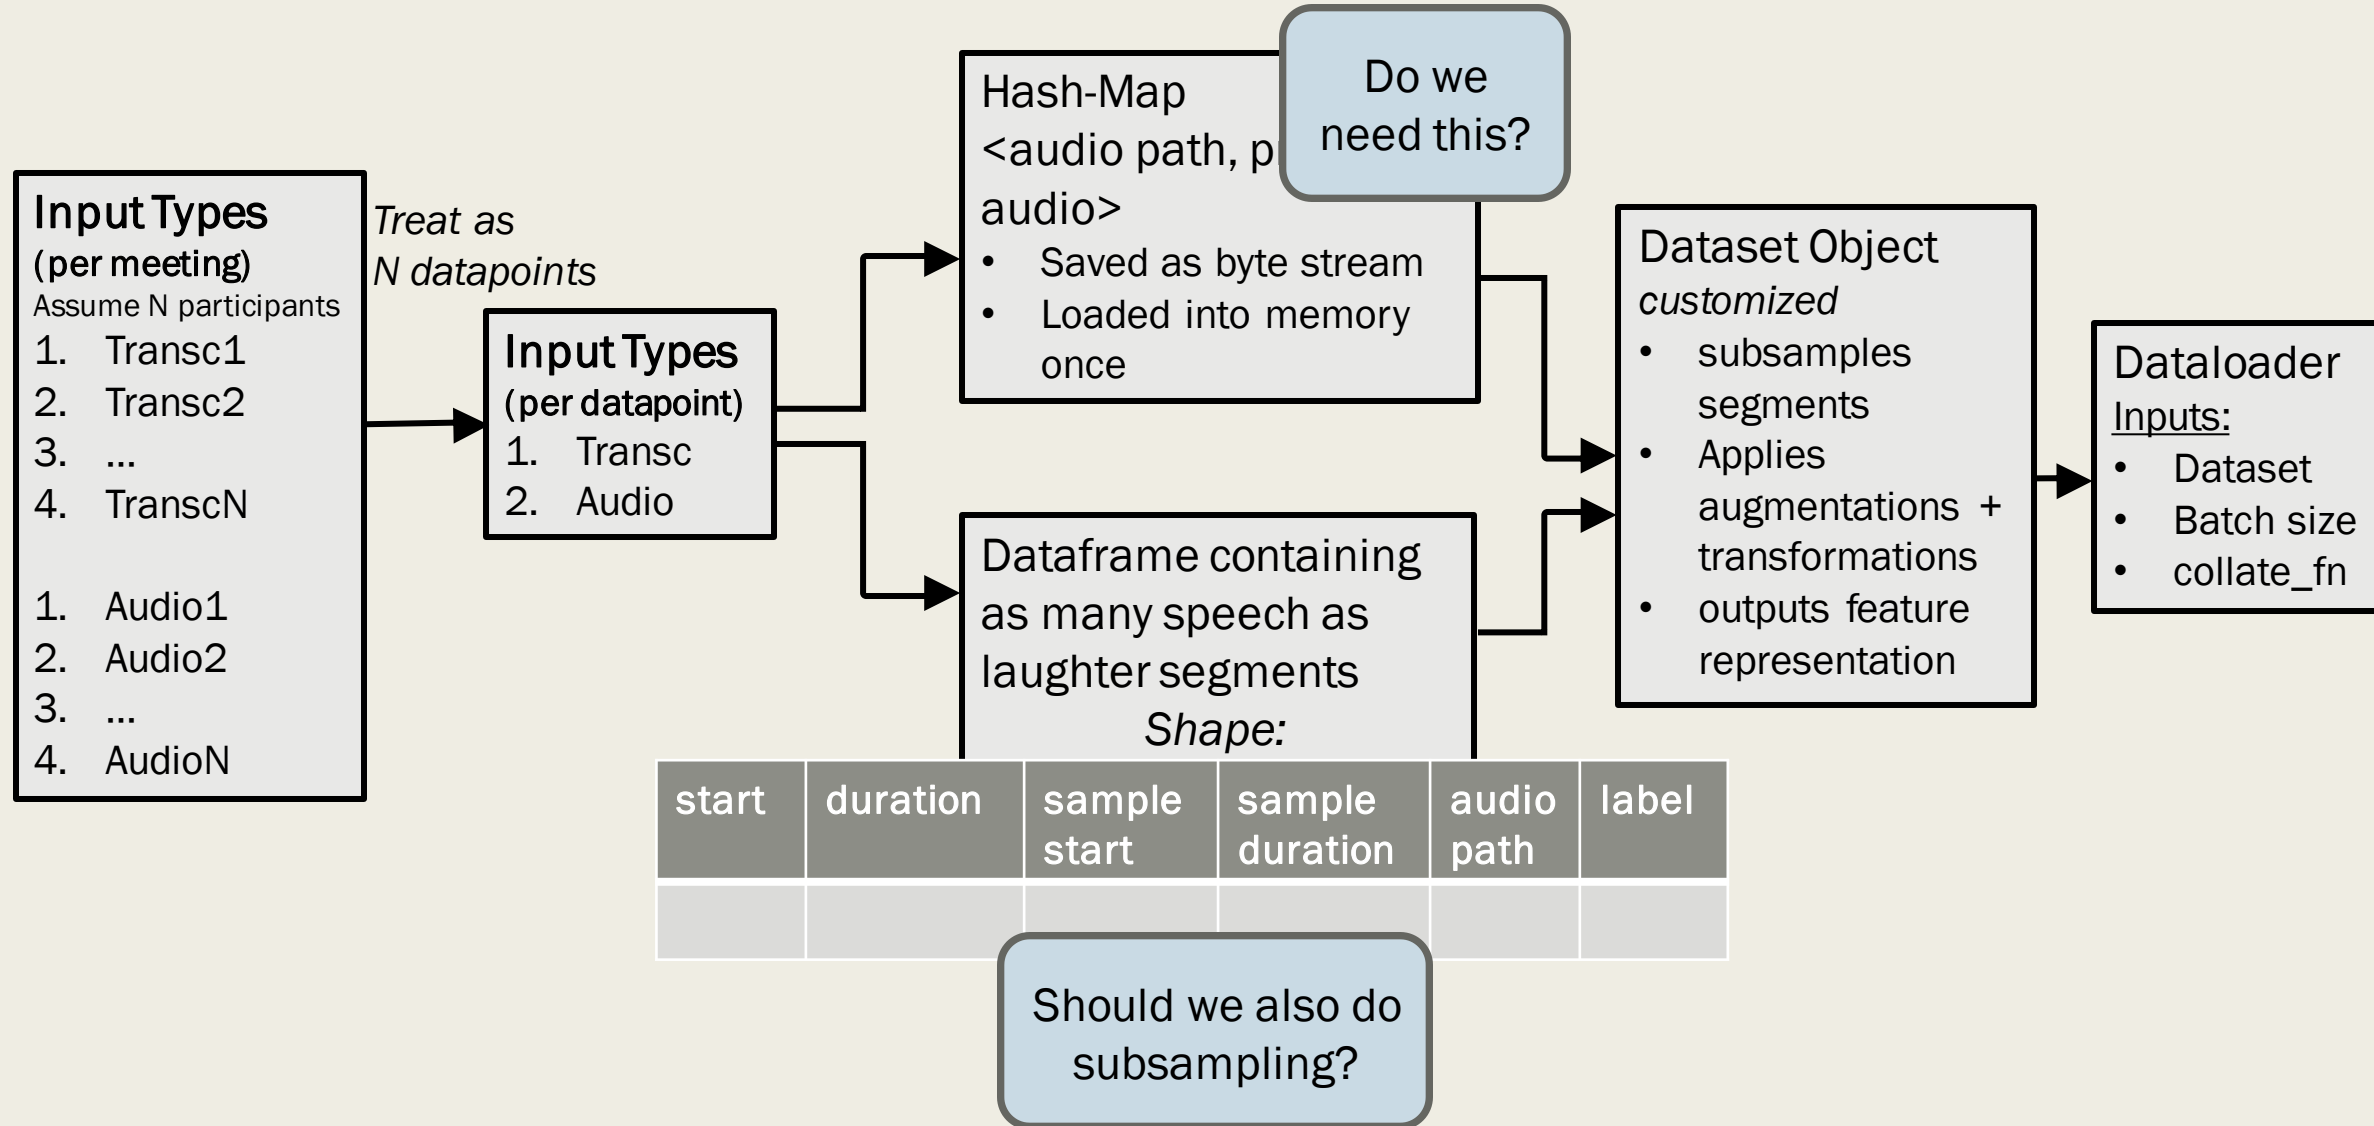 Input Types
(per meeting)
Assume N participants
1. Transc1
2. Transc2
3. ...
4. TranscN
1. Audio1
2. Audio2
3. ...
4. AudioN
Treat as
N datapoints
Input Types
(per datapoint)
1. Transc
2. Audio
Hash-Map
<audio path,
audio>
• Saved as byte stream
• Loaded into memory
once
Do we
need this?
Dataframe containing
as many speech as
laughter segments
Shape:
start duration sample start sample duration audio path label
Should we also do
subsampling?
Dataset Object
customized
• subsamples
segments
• Applies
augmentations +
transformations
• outputs feature
representation
Dataloader
Inputs:
• Dataset
• Batch size
• collate_fn